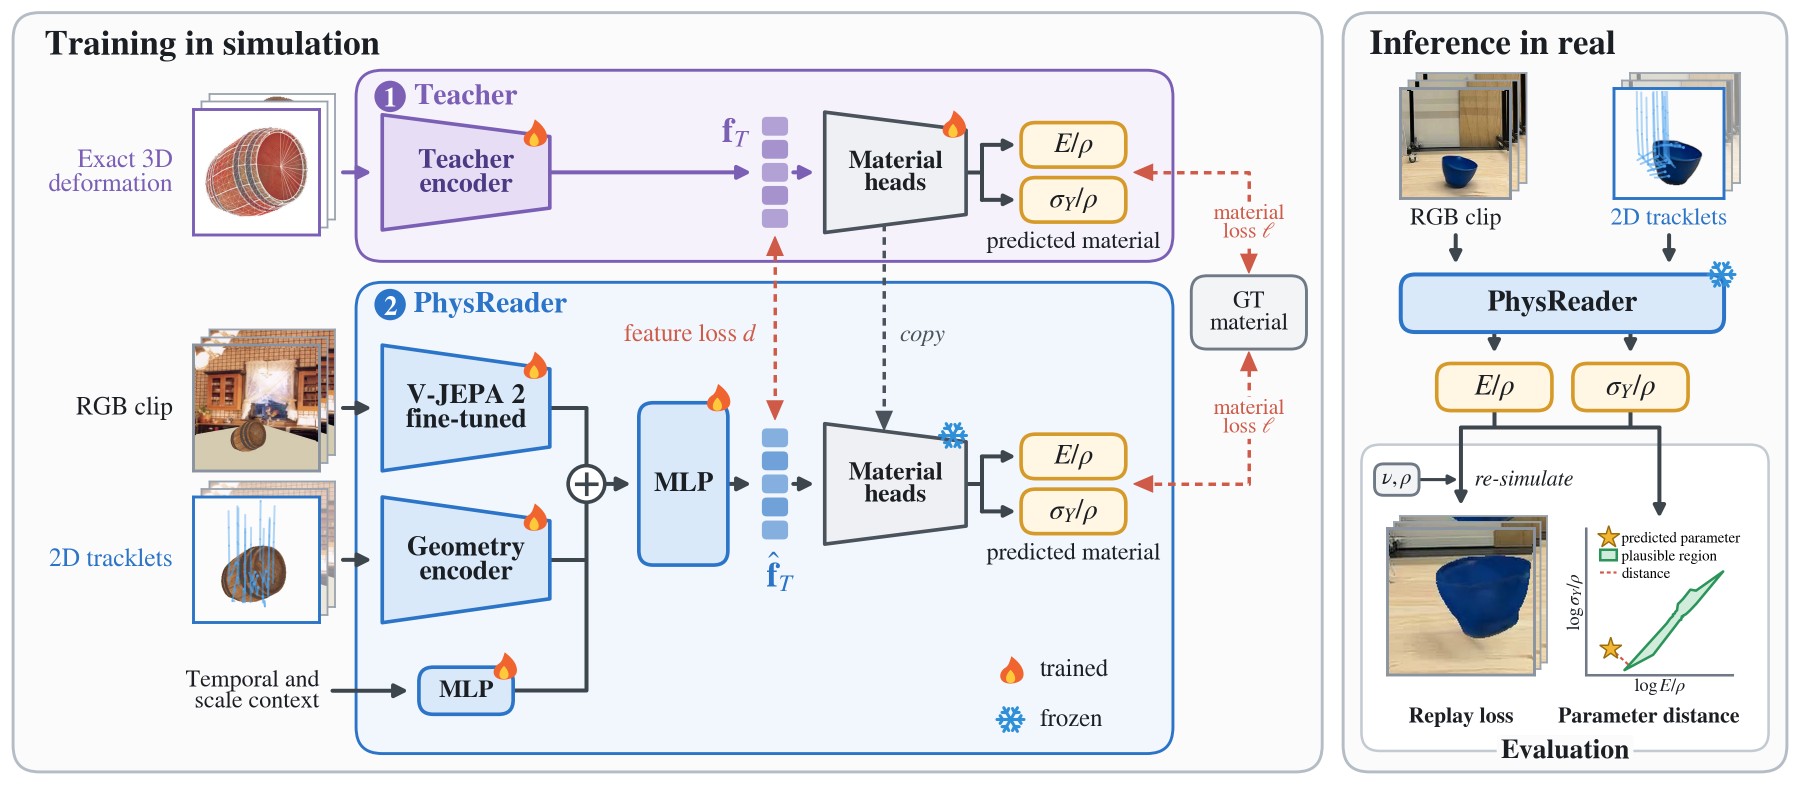 Training in simulation
1 Teacher
Exact 3D
deformation
Teacher
encoder
f_T
Material
heads
E/ρ
σ_Y/ρ
predicted material
material
loss ℓ
GT
material
material
loss ℓ
2 PhysReader
feature loss d
copy
RGB clip
V-JEPA 2
fine-tuned
2D tracklets
Geometry
encoder
Temporal and
scale context
MLP
+
MLP
f̂_T
Material
heads
E/ρ
σ_Y/ρ
predicted material
trained
frozen
Inference in real
RGB clip
2D tracklets
PhysReader
E/ρ
σ_Y/ρ
ν, ρ
re-simulate
predicted parameter
plausible region
distance
log σ_Y/ρ
log E/ρ
Replay loss
Parameter distance
Evaluation